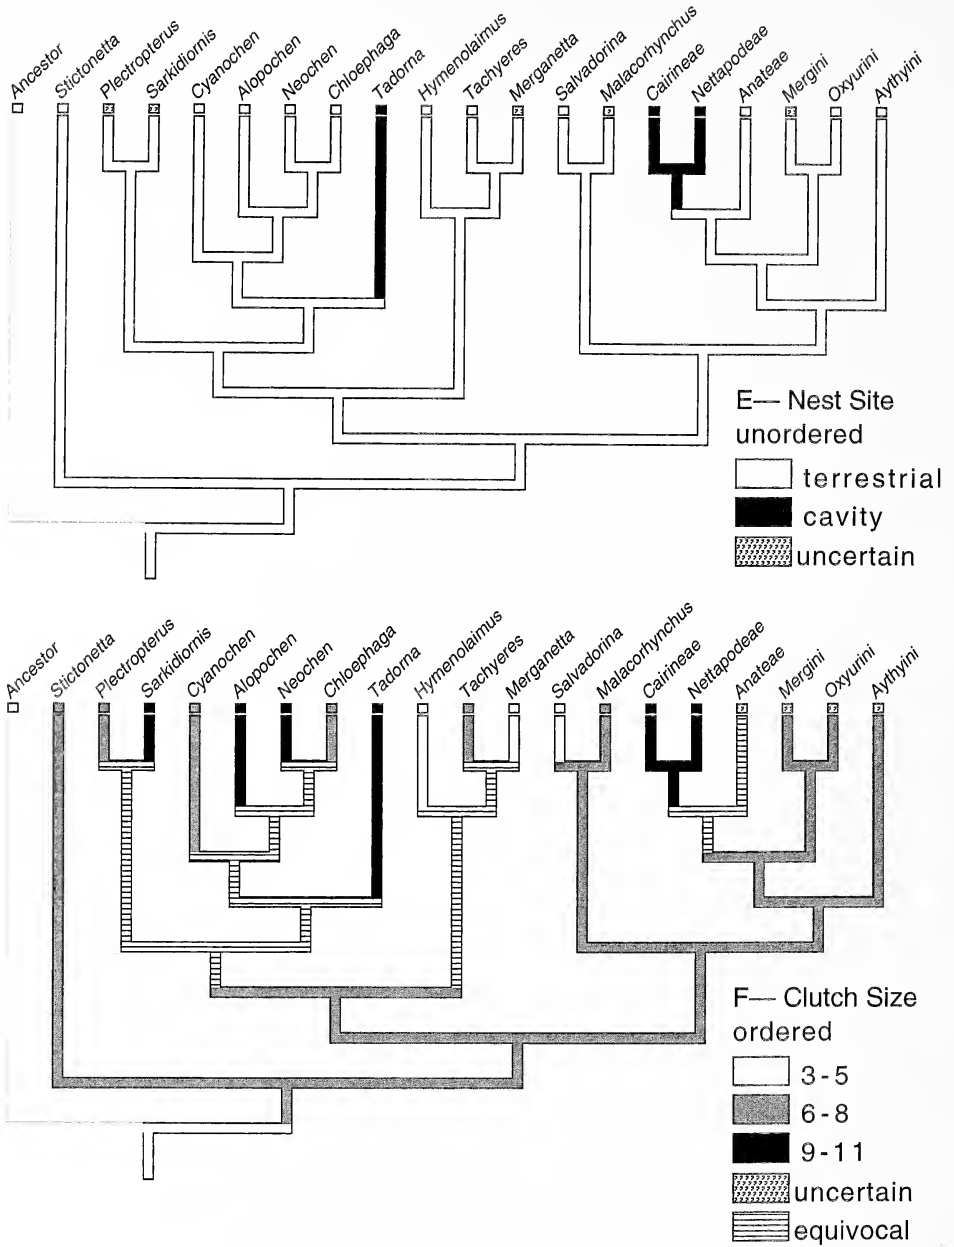 Ancestor
Stictonetta
Plectropterus
Sarkidiornis
Cyanochen
Alopochen
Neochen
Chloephaga
Tadorna
Hymenolaimus
Tachyeres
Merganetta
Salvadorina
Malacorhynchus
Cairineae
Nettapodeae
Anateae
Mergini
Oxyurini
Aythyini
E— Nest Site
unordered
terrestrial
cavity
uncertain
Ancestor
Stictonetta
Plectropterus
Sarkidiornis
Cyanochen
Alopochen
Neochen
Chloephaga
Tadorna
Hymenolaimus
Tachyeres
Merganetta
Salvadorina
Malacorhynchus
Cairineae
Nettapodeae
Anateae
Mergini
Oxyurini
Aythyini
F— Clutch Size
ordered
3-5
6-8
9-11
uncertain
equivocal